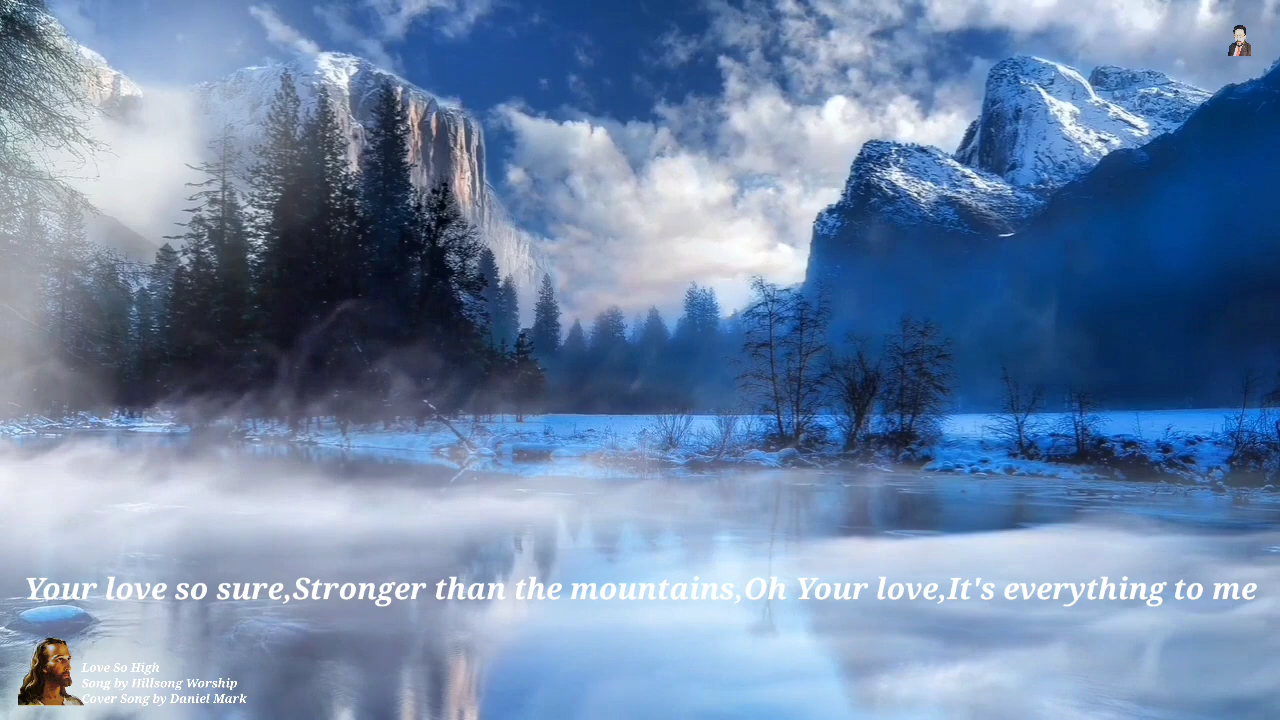 Your love so sure,Stronger than the mountains,Oh Your love,It's everything to me
Love So High
Song by Hillsong Worship
Cover Song by Daniel Mark